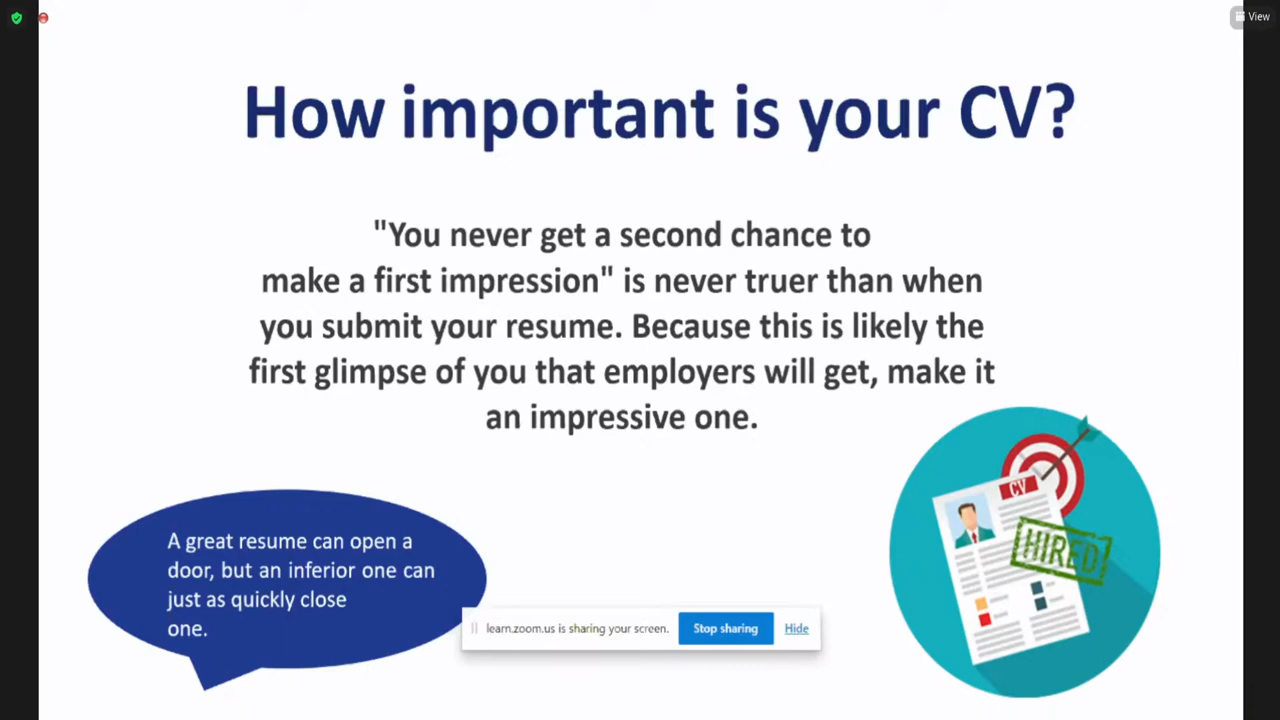 View
How important is your CV?
"You never get a second chance to
make a first impression" is never truer than when
you submit your resume. Because this is likely the
first glimpse of you that employers will get, make it
an impressive one.
CV
HIRED
A great resume can open a
door, but an inferior one can
just as quickly close
one.
learn.zoom.us is sharing your screen.
Stop sharing
Hide